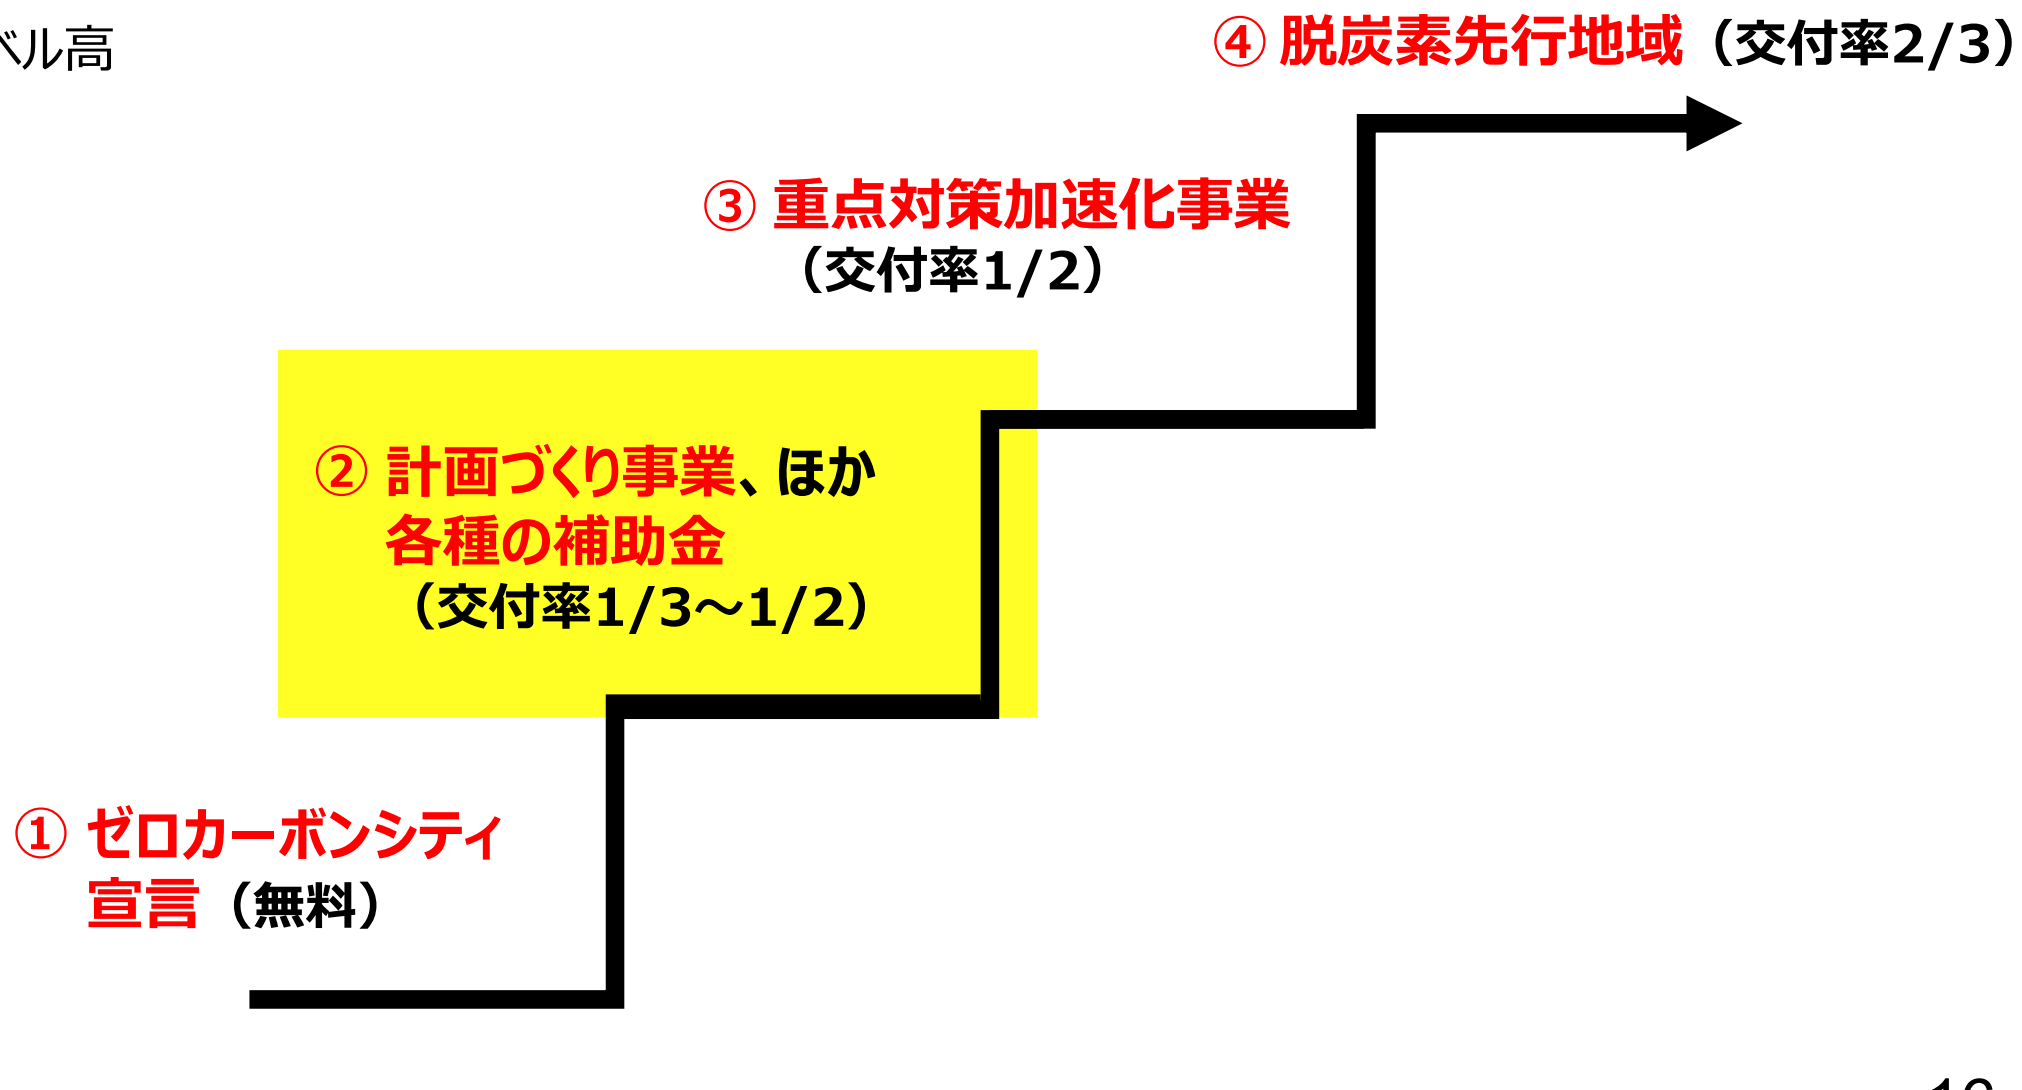 ベル高
④ 脱炭素先行地域（交付率2/3）
③ 重点対策加速化事業
（交付率1/2）
② 計画づくり事業、ほか
各種の補助金
（交付率1/3～1/2）
① ゼロカーボンシティ
宣言（無料）